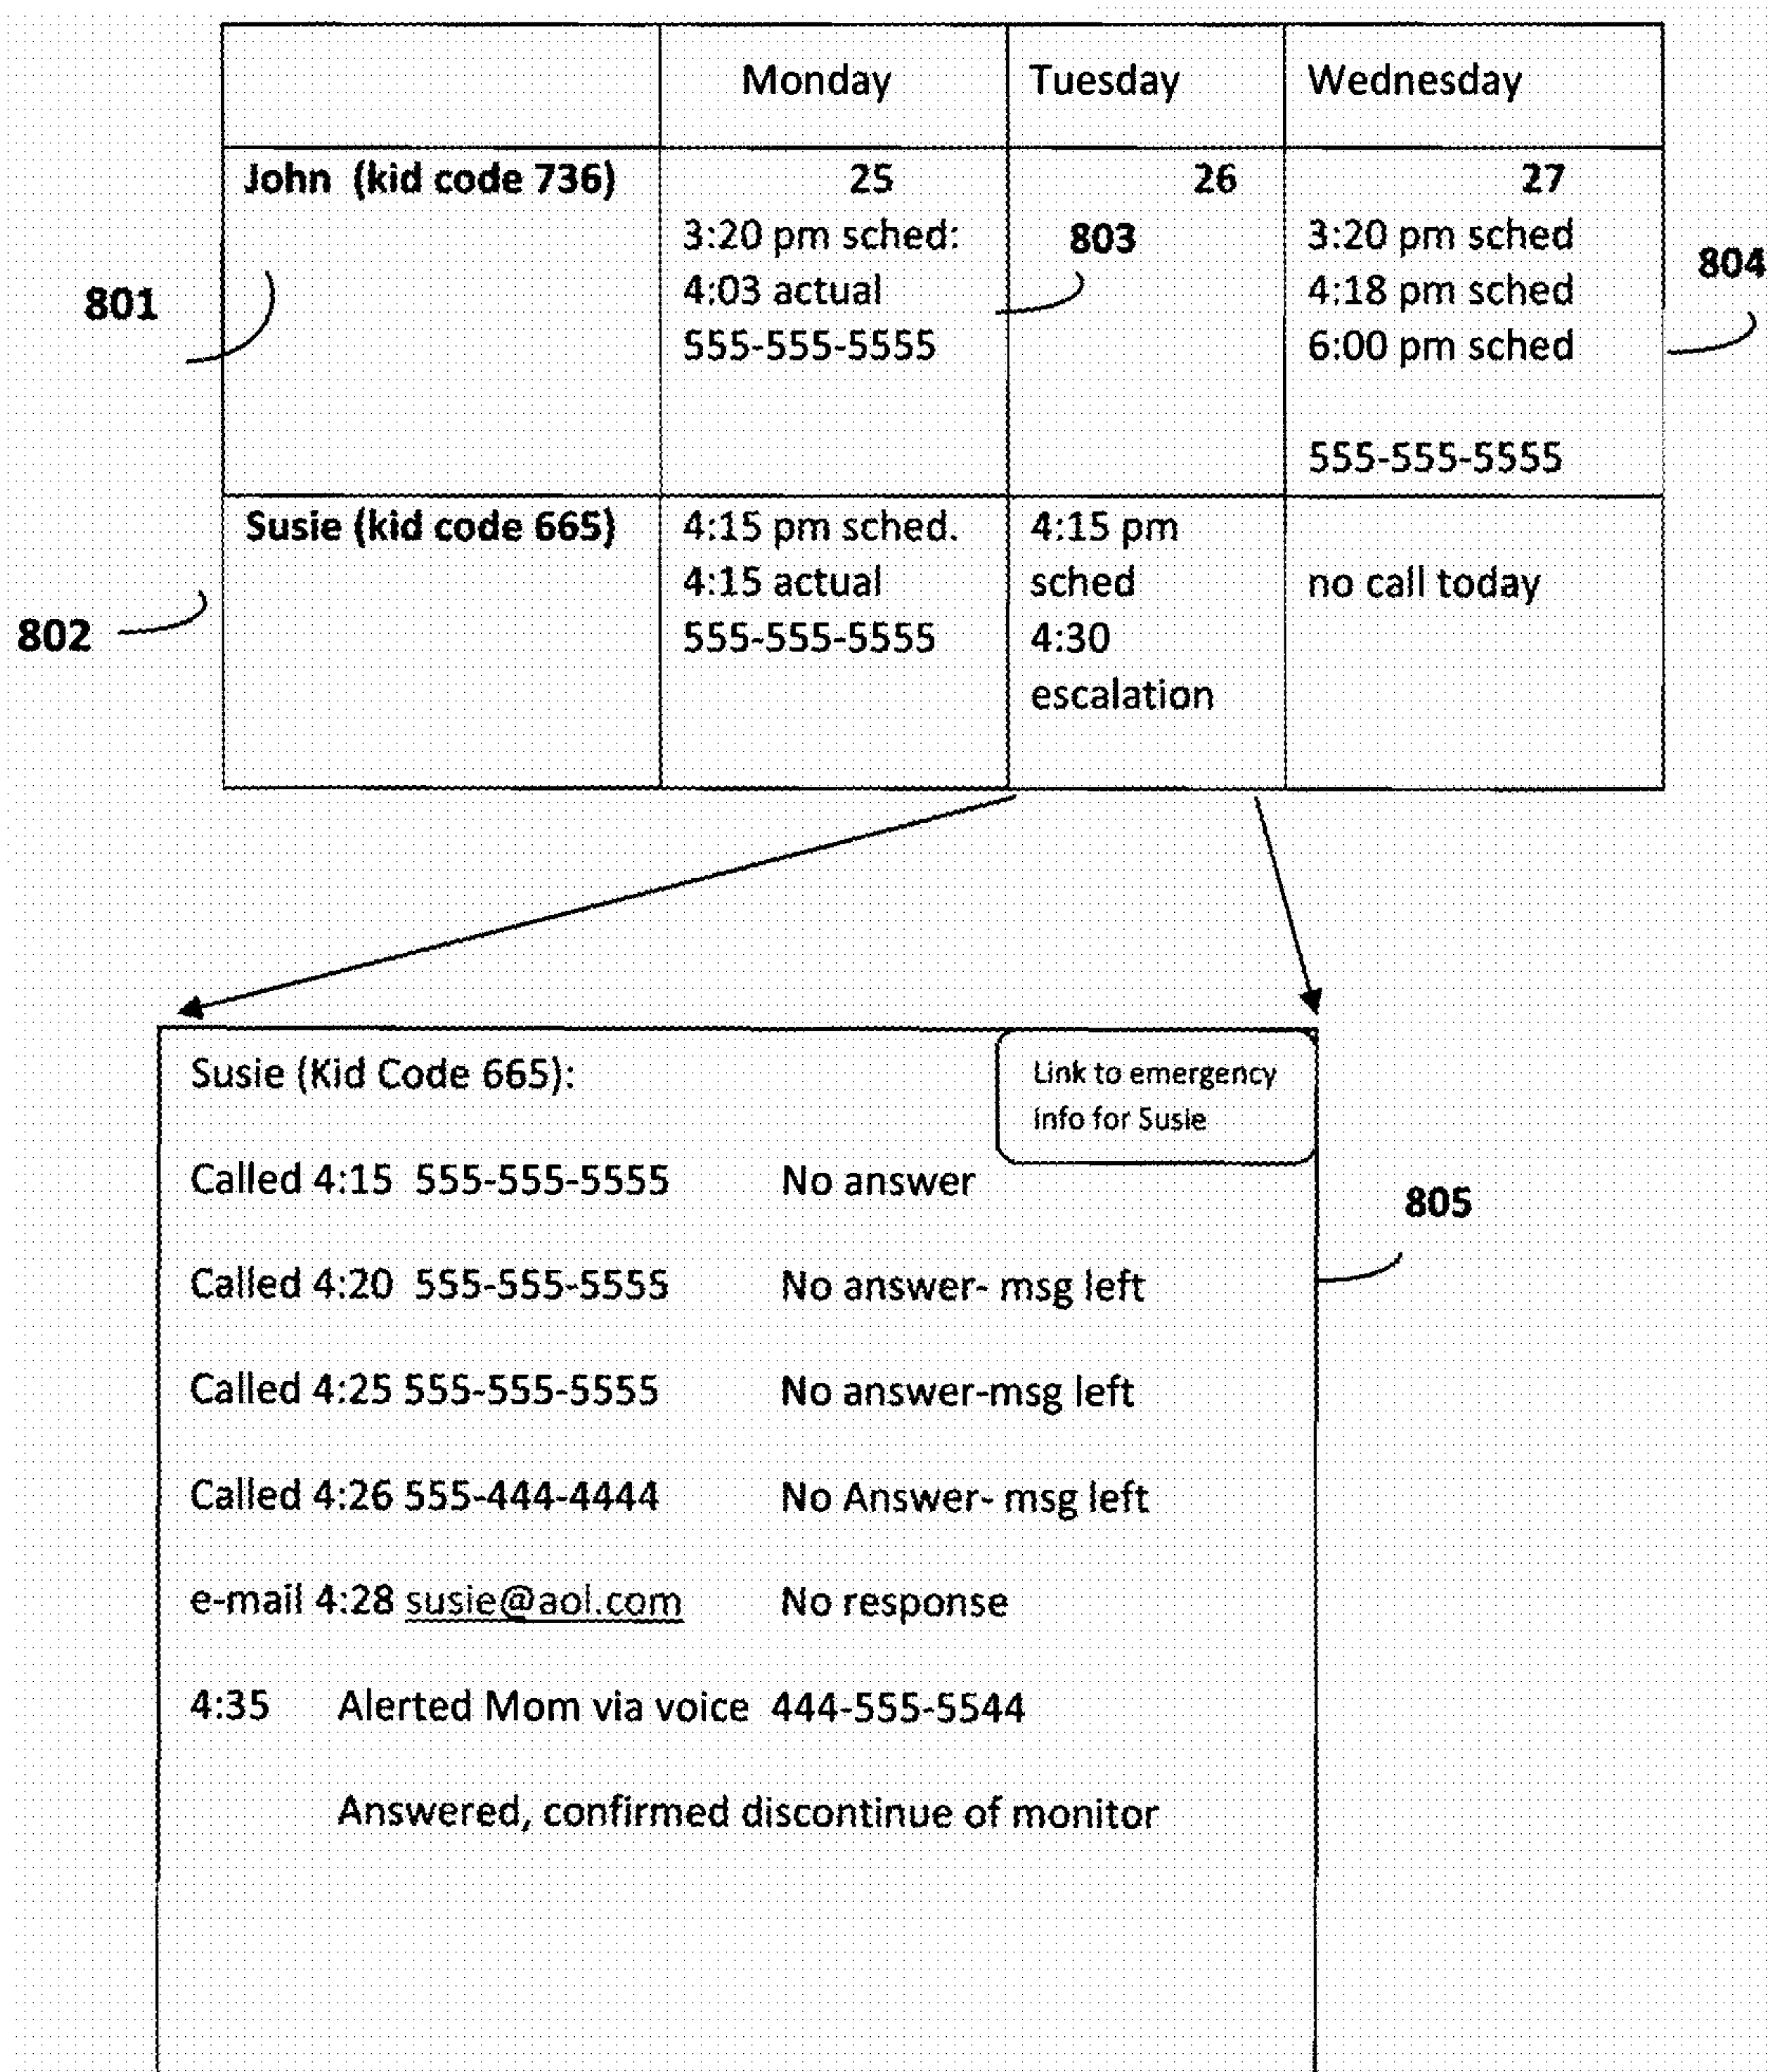 Monday Tuesday Wednesday
John (kid code 736) 25 26 27
3:20 pm sched: 803 3:20 pm sched
804
801 4:03 actual 4:18 pm sched
555-555-5555 6:00 pm sched
555-555-5555
Susie (kid code 665) 4:15 pm sched. 4:15 pm
4:15 actual sched no call today
802 555-555-5555 4:30
escalation
Susie (Kid Code 665): Link to emergency
Info for Susie
Called 4:15 555-555-5555 No answer
805
Called 4:20 555-555-5555 No answer- msg left
Called 4:25 555-555-5555 No answer-msg left
Called 4:26 555-444-4444 No Answer- msg left
e-mail 4:28 susie@aol.com No response
4:35 Alerted Mom via voice 444-555-5544
Answered, confirmed discontinue of monitor